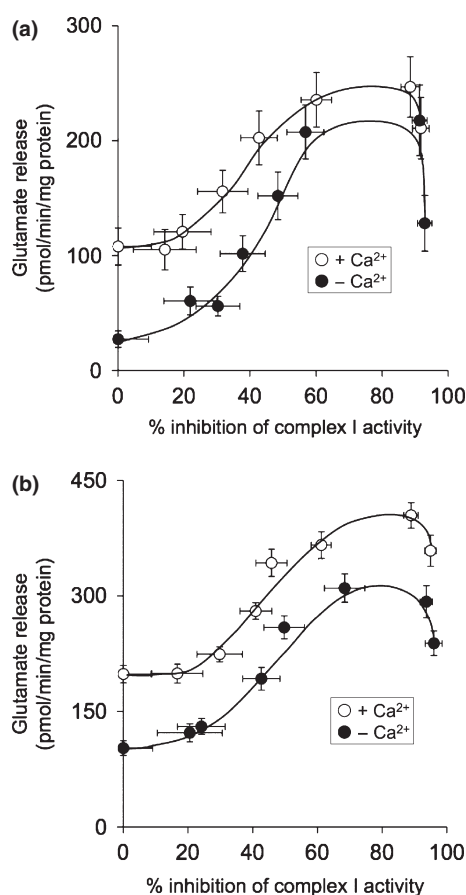 (a)
300
200
100
0
Glutamate release
(pmol/min/mg protein)
+ Ca²⁺
– Ca²⁺
0 20 40 60 80 100
% inhibition of complex I activity
(b)
450
300
150
0
Glutamate release
(pmol/min/mg protein)
+ Ca²⁺
– Ca²⁺
0 20 40 60 80 100
% inhibition of complex I activity